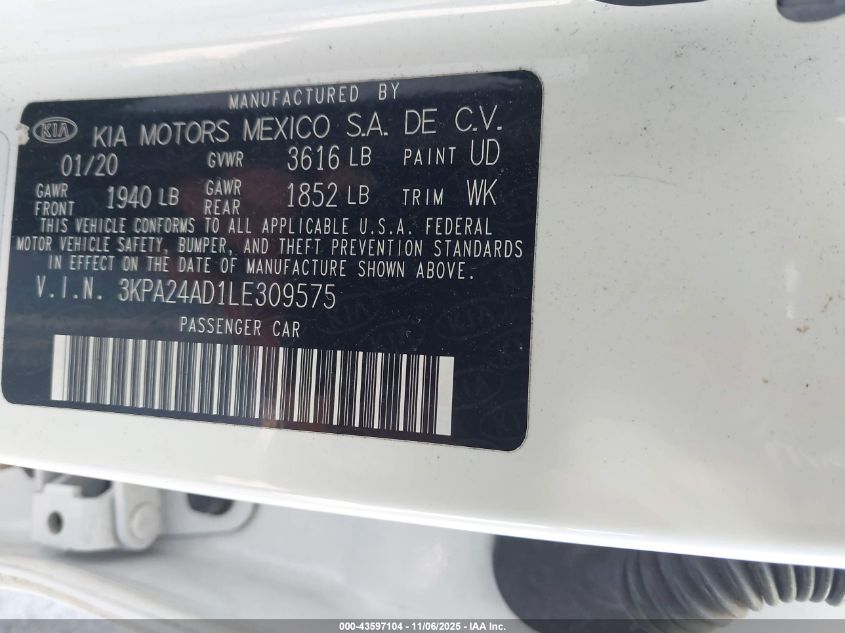 MANUFACTURED BY
KIA KIA MOTORS MEXICO S.A. DE C.V.
01/20 GVWR 3616 LB PAINT UD
GAWR FRONT 1940 LB GAWR REAR 1852 LB TRIM WK
THIS VEHICLE CONFORMS TO ALL APPLICABLE U.S.A. FEDERAL
MOTOR VEHICLE SAFETY, BUMPER, AND THEFT PREVENTION STANDARDS
IN EFFECT ON THE DATE OF MANUFACTURE SHOWN ABOVE.
V.I.N. 3KPA24AD1LE309575
PASSENGER CAR
000-43597104 - 11/06/2025 - IAA Inc.